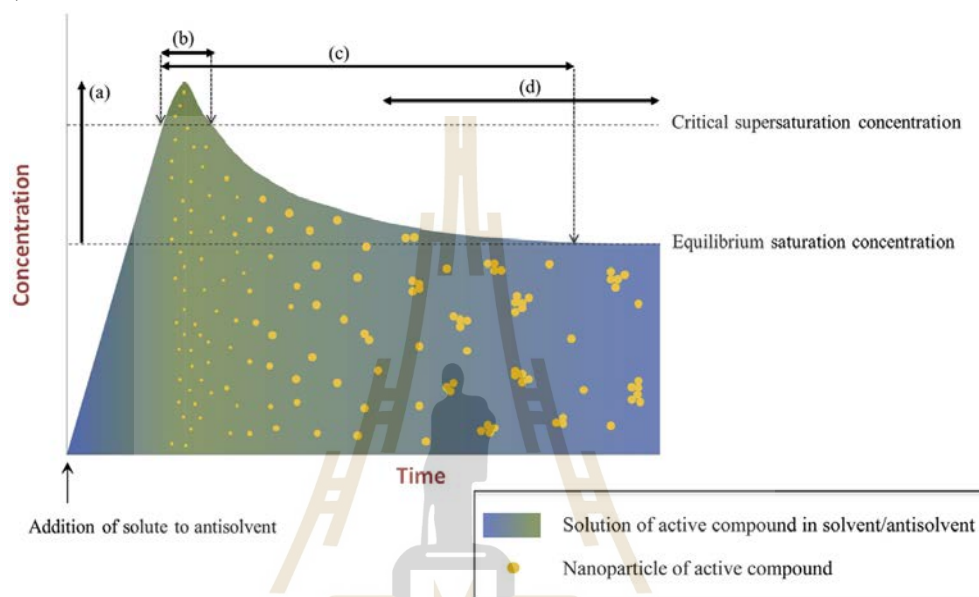 (b)
(c)
(a)
(d)
Critical supersaturation concentration
Concentration
Equilibrium saturation concentration
Time
Addition of solute to antisolvent
Solution of active compound in solvent/antisolvent
Nanoparticle of active compound